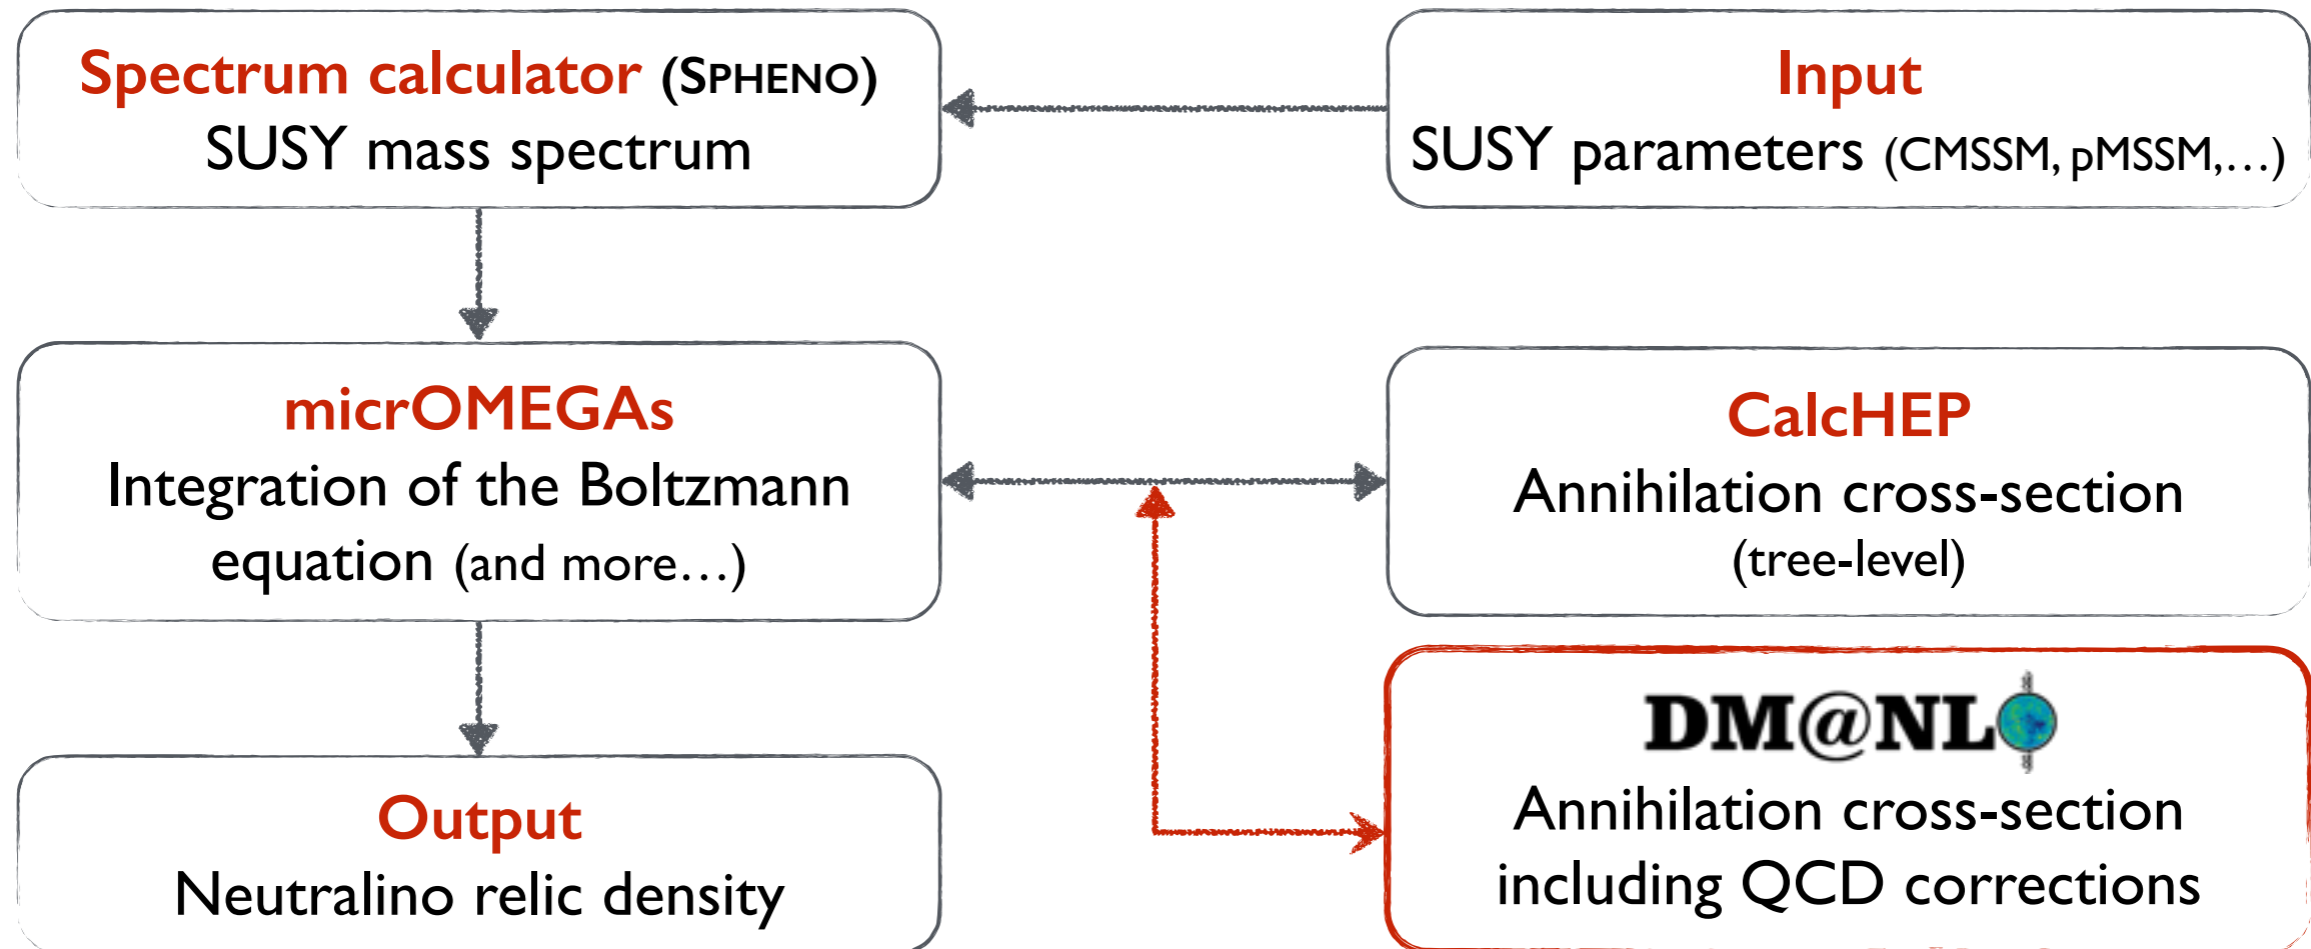 Spectrum calculator (SPHENO)
SUSY mass spectrum
Input
SUSY parameters (CMSSM, pMSSM,…)
micrOMEGAs
Integration of the Boltzmann
equation (and more…)
CalcHEP
Annihilation cross-section
(tree-level)
Output
Neutralino relic density
DM@NLO
Annihilation cross-section
including QCD corrections